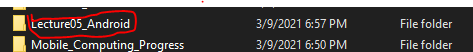 Lecture05_Android 3/9/2021 6:57 PM File folder
Mobile_Computing_Progress 3/9/2021 6:50 PM File folder